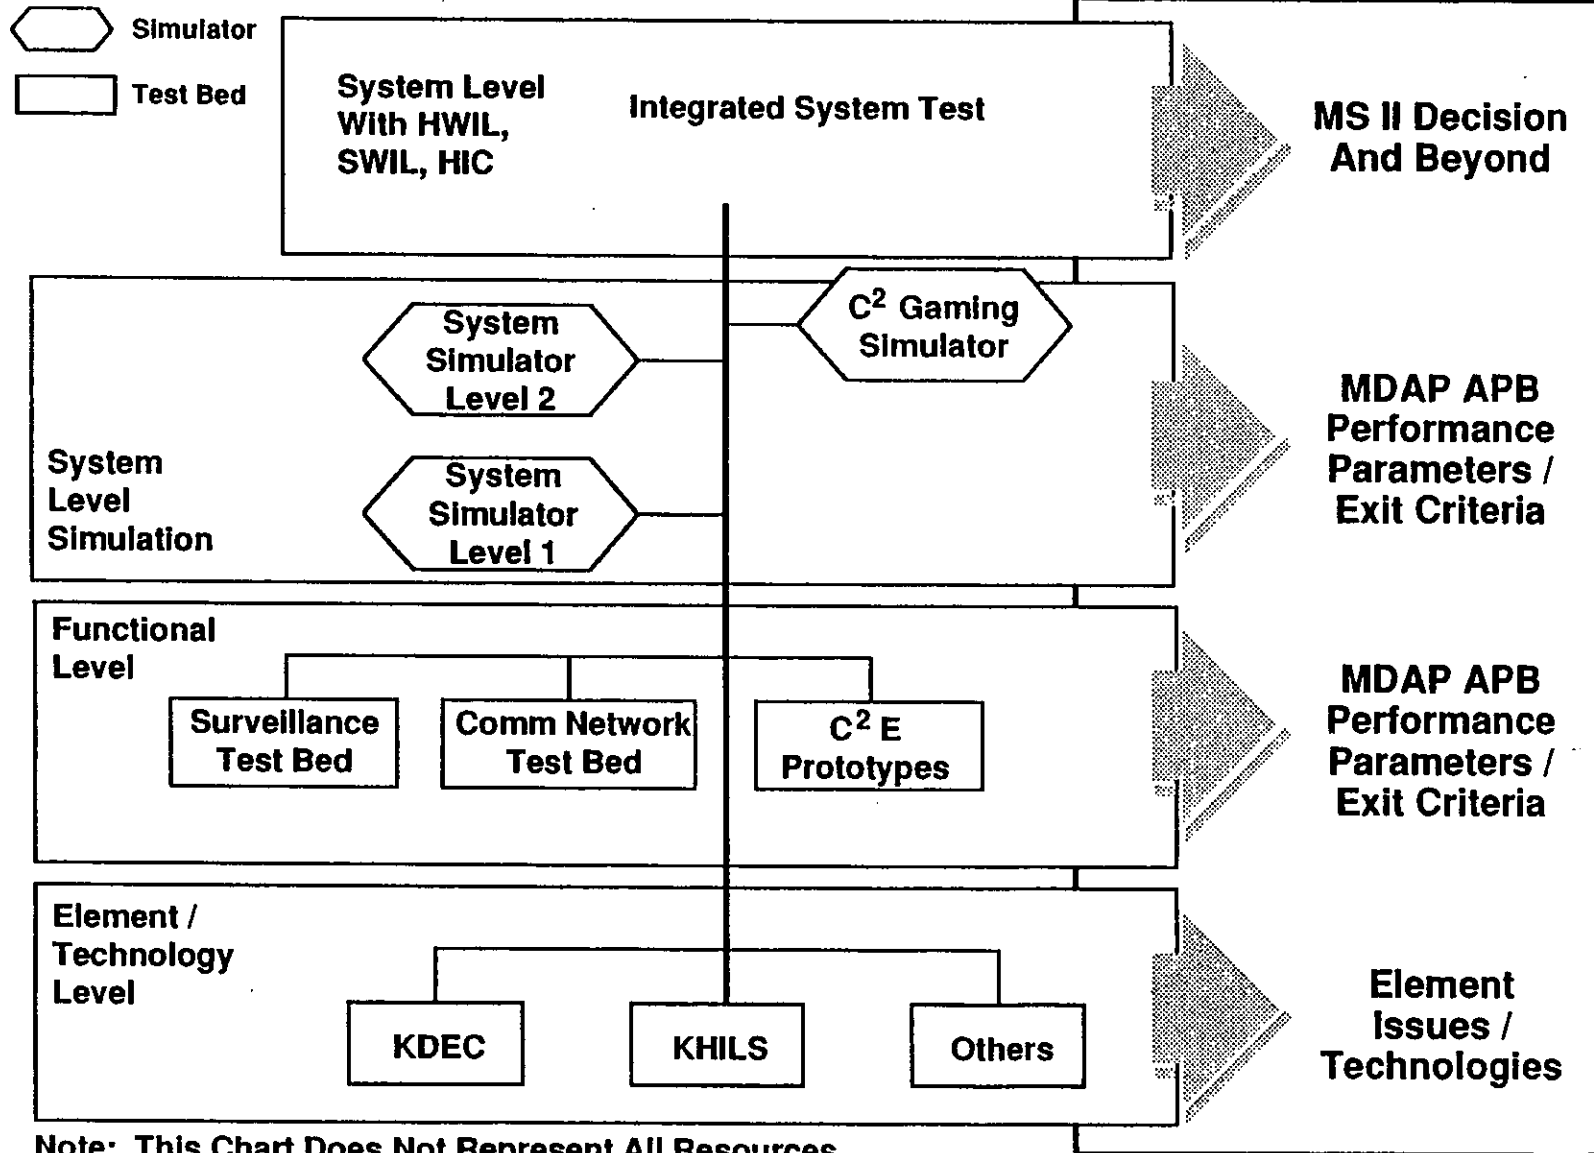 Simulator
Test Bed
System Level
With HWIL,
SWIL, HIC
Integrated System Test
MS II Decision
And Beyond
System
Simulator
Level 2
C² Gaming
Simulator
System
Level
Simulation
System
Simulator
Level 1
MDAP APB
Performance
Parameters /
Exit Criteria
Functional
Level
Surveillance
Test Bed
Comm Network
Test Bed
C² E
Prototypes
MDAP APB
Performance
Parameters /
Exit Criteria
Element /
Technology
Level
KDEC
KHILS
Others
Element
Issues /
Technologies
Note: This Chart Does Not Represent All Resources